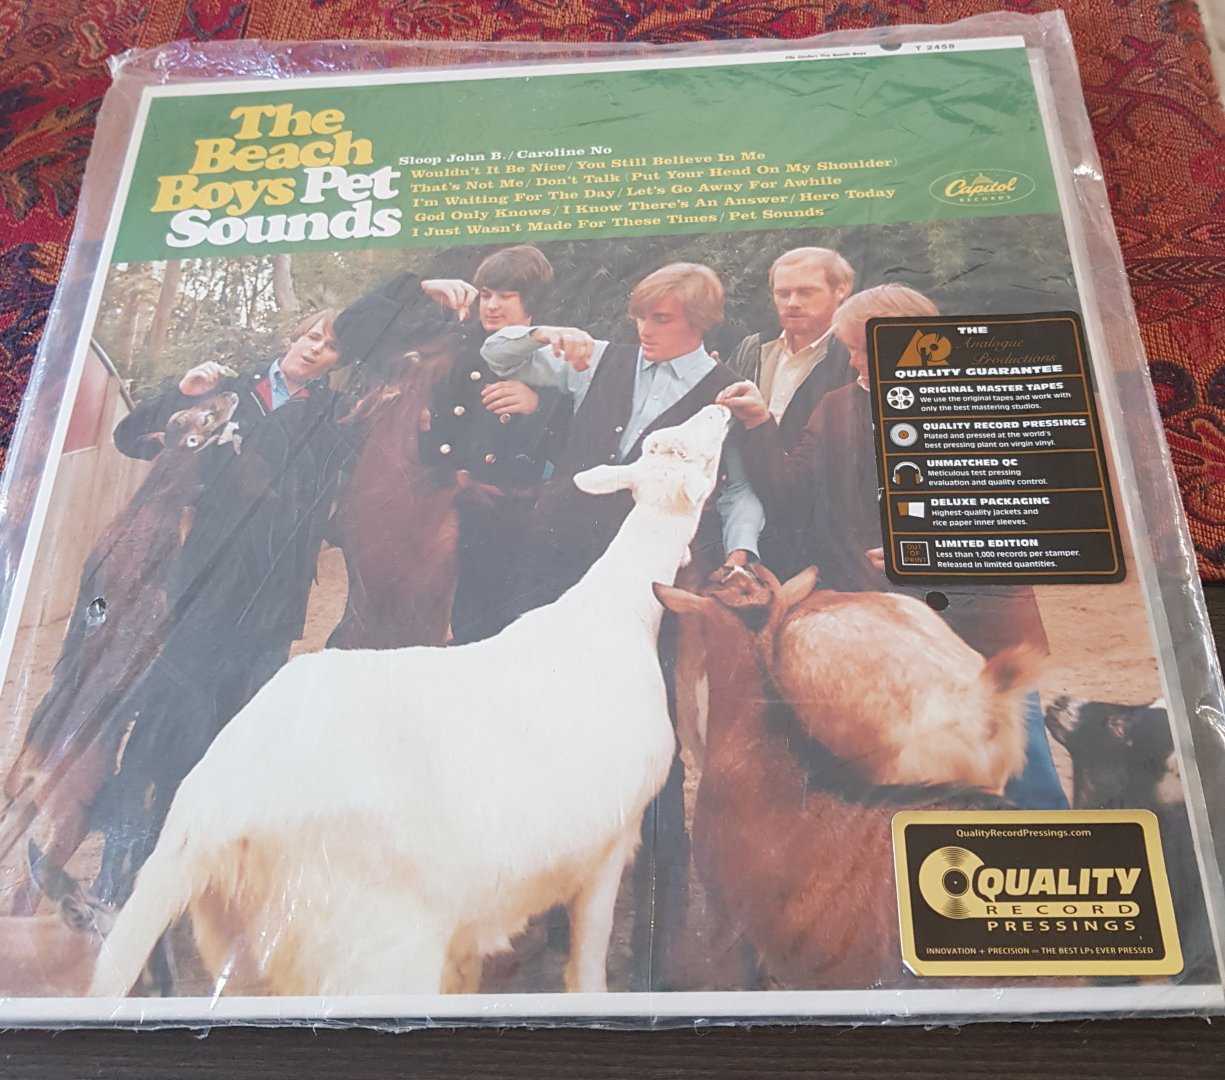 File Under: The Beach Boys
T 2458
The
Beach
Boys Pet
Sounds
Sloop John B./Caroline No
Wouldn't It Be Nice/You Still Believe In Me
That's Not Me/Don't Talk (Put Your Head On My Shoulder)
I'm Waiting For The Day/Let's Go Away For Awhile
God Only Knows/I Know There's An Answer/Here Today
I Just Wasn't Made For These Times/Pet Sounds
Capitol
RECORDS
THE
Analogue
Productions
QUALITY GUARANTEE
ORIGINAL MASTER TAPES
We use the original tapes and work with
only the best mastering studios.
QUALITY RECORD PRESSINGS
Plated and pressed at the world's
best pressing plant on virgin vinyl.
UNMATCHED QC
Meticulous test pressing
evaluation and quality control.
DELUXE PACKAGING
Highest-quality jackets and
rice paper inner sleeves.
OUT
OF
PRINT
LIMITED EDITION
Less than 1,000 records per stamper.
Released in limited quantities.
QualityRecordPressings.com
QUALITY
RECORD
PRESSINGS
INNOVATION + PRECISION = THE BEST LPs EVER PRESSED